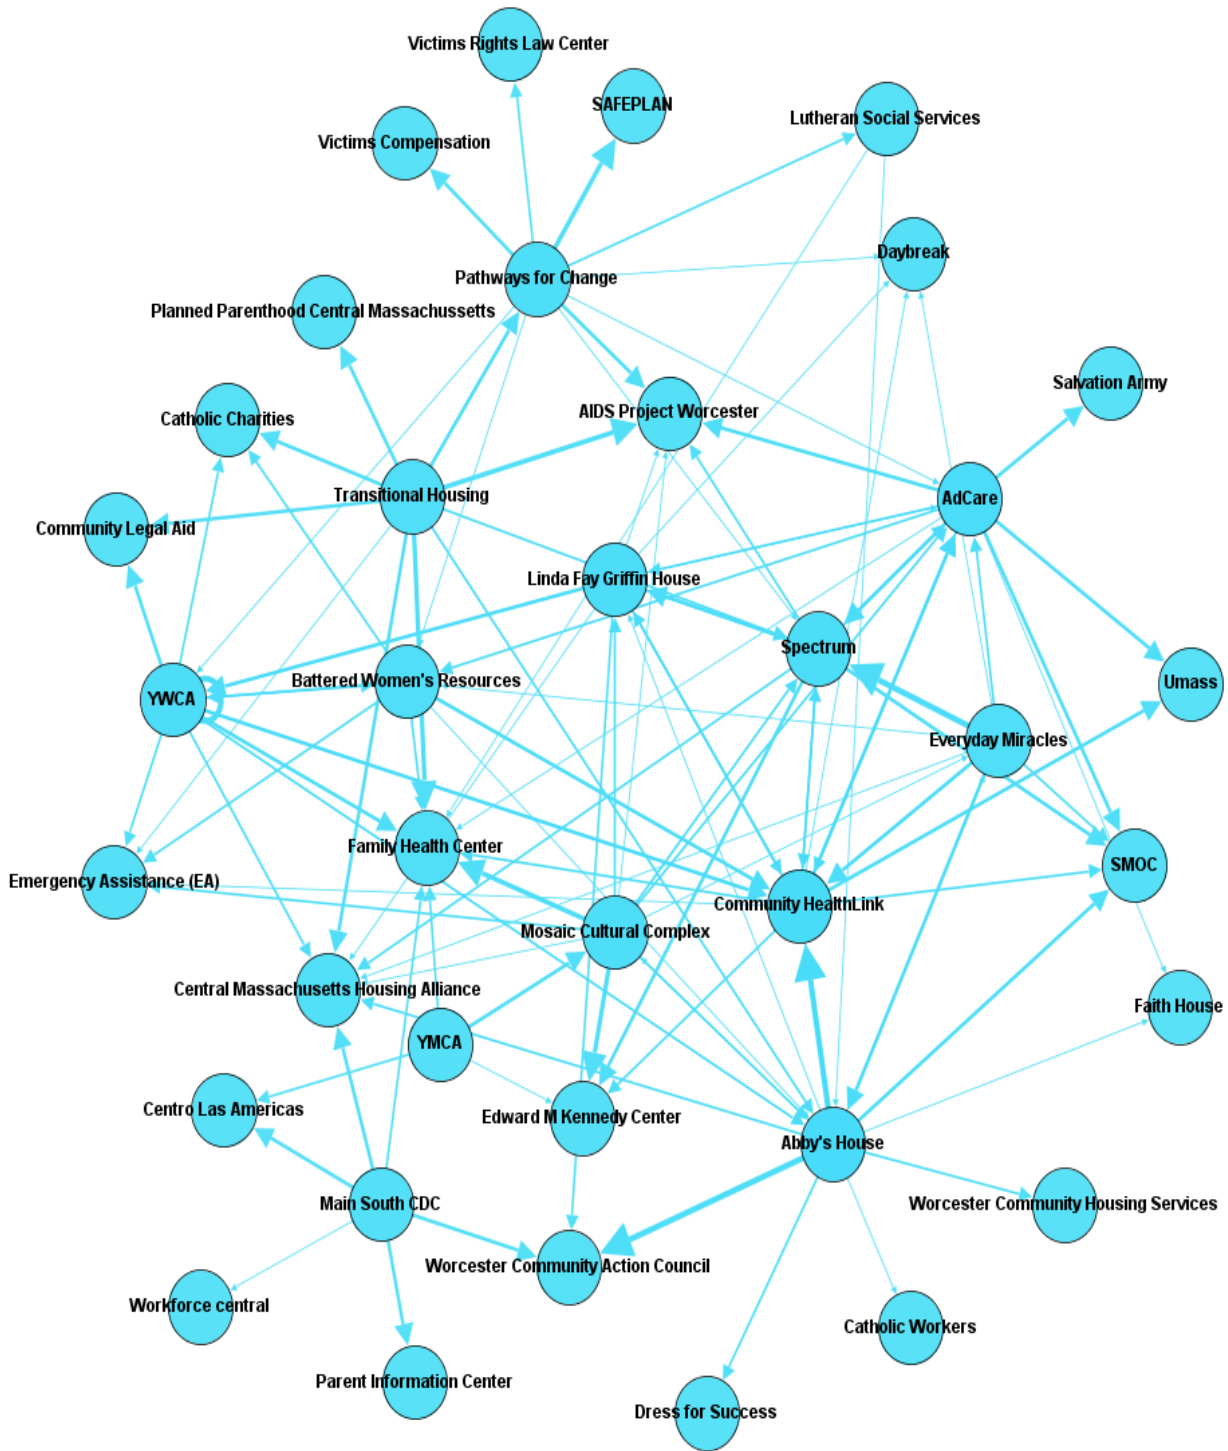 Victims Rights Law Center
SAFEPLAN
Lutheran Social Services
Victims Compensation
Daybreak
Pathways for Change
Planned Parenthood Central Massachussetts
Salvation Army
AIDS Project Worcester
Catholic Charities
Transitional Housing
AdCare
Community Legal Aid
Linda Fay Griffin House
Spectrum
Battered Women's Resources
Umass
YWCA
Everyday Miracles
Family Health Center
SMOC
Emergency Assistance (EA)
Community HealthLink
Mosaic Cultural Complex
Central Massachusetts Housing Alliance
Faith House
YMCA
Centro Las Americas
Edward M Kennedy Center
Abby's House
Main South CDC
Worcester Community Housing Services
Worcester Community Action Council
Workforce central
Catholic Workers
Parent Information Center
Dress for Success